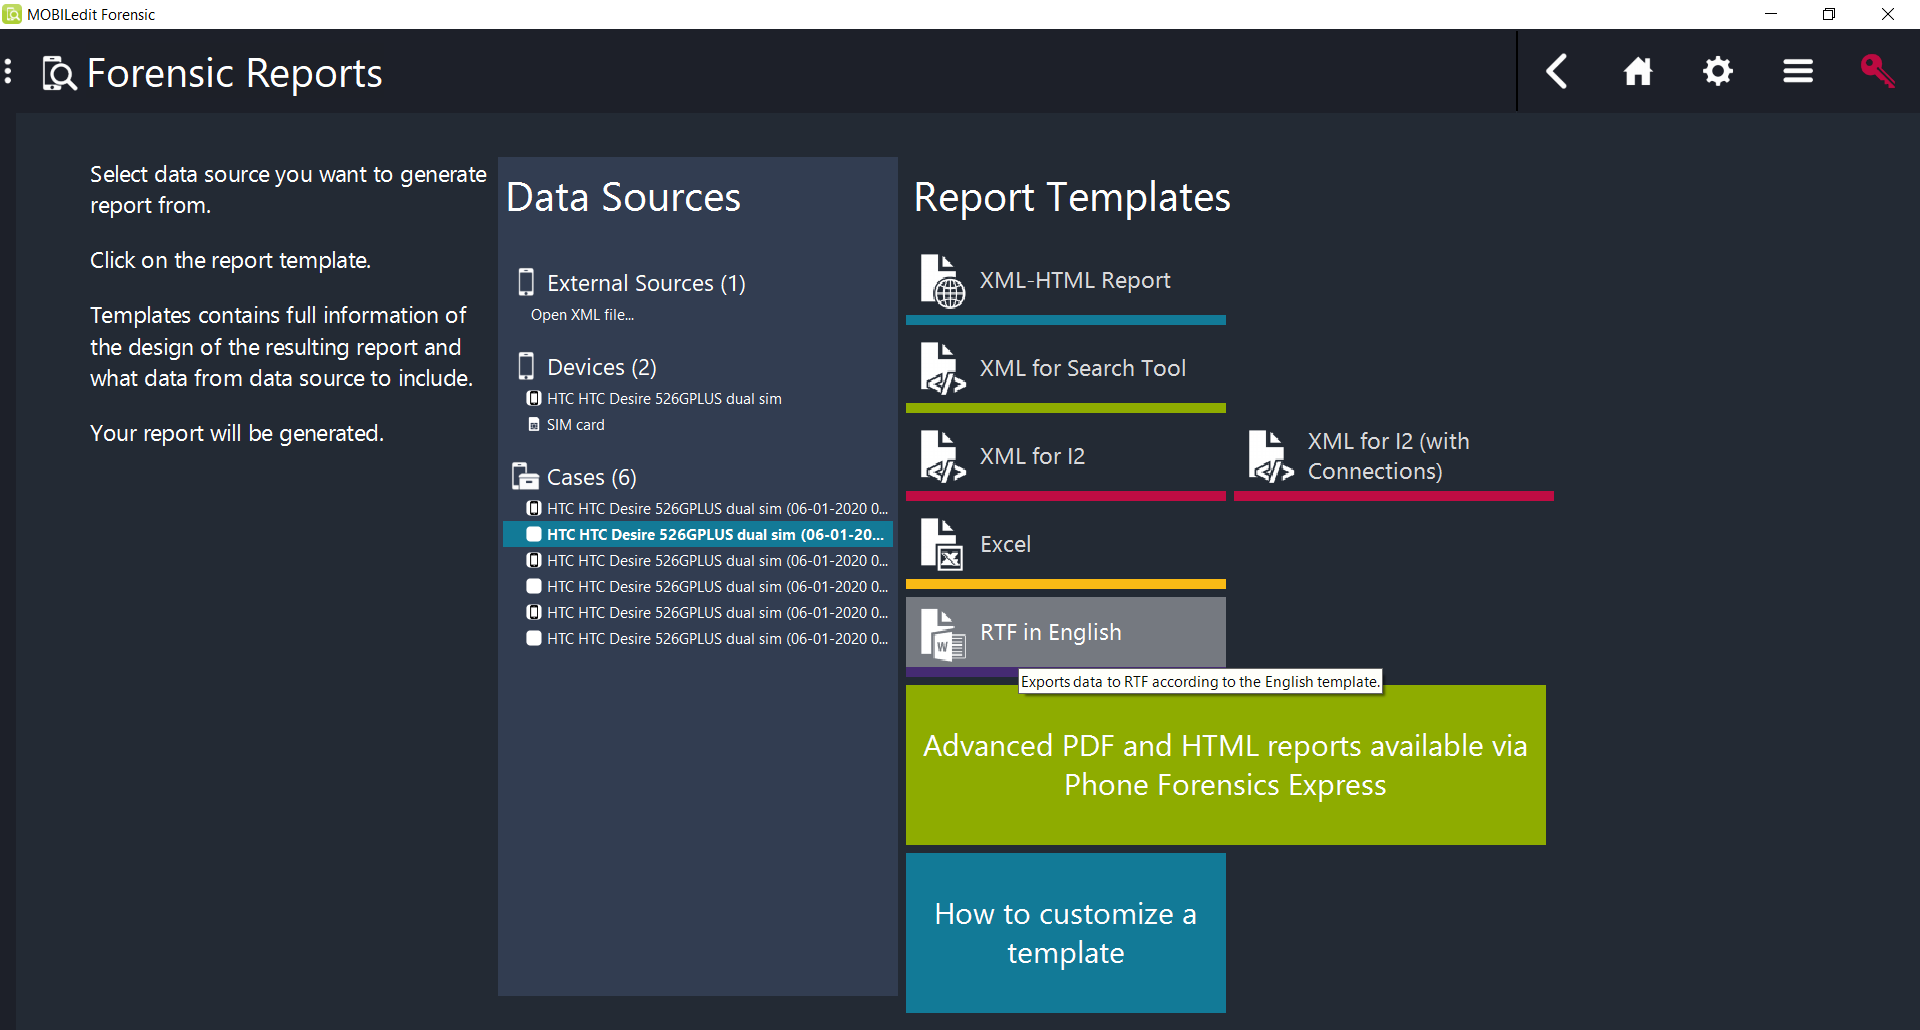 MOBILedit Forensic
Forensic Reports
Select data source you want to generate
report from.
Click on the report template.
Templates contains full information of
the design of the resulting report and
what data from data source to include.
Your report will be generated.
Data Sources
External Sources (1)
Open XML file...
Devices (2)
HTC HTC Desire 526GPLUS dual sim
SIM card
Cases (6)
HTC HTC Desire 526GPLUS dual sim (06-01-2020 0...
HTC HTC Desire 526GPLUS dual sim (06-01-20...
HTC HTC Desire 526GPLUS dual sim (06-01-2020 0...
HTC HTC Desire 526GPLUS dual sim (06-01-2020 0...
HTC HTC Desire 526GPLUS dual sim (06-01-2020 0...
HTC HTC Desire 526GPLUS dual sim (06-01-2020 0...
Report Templates
XML-HTML Report
XML for Search Tool
XML for I2
XML for I2 (with
Connections)
Excel
RTF in English
Exports data to RTF according to the English template.
Advanced PDF and HTML reports available via
Phone Forensics Express
How to customize a
template